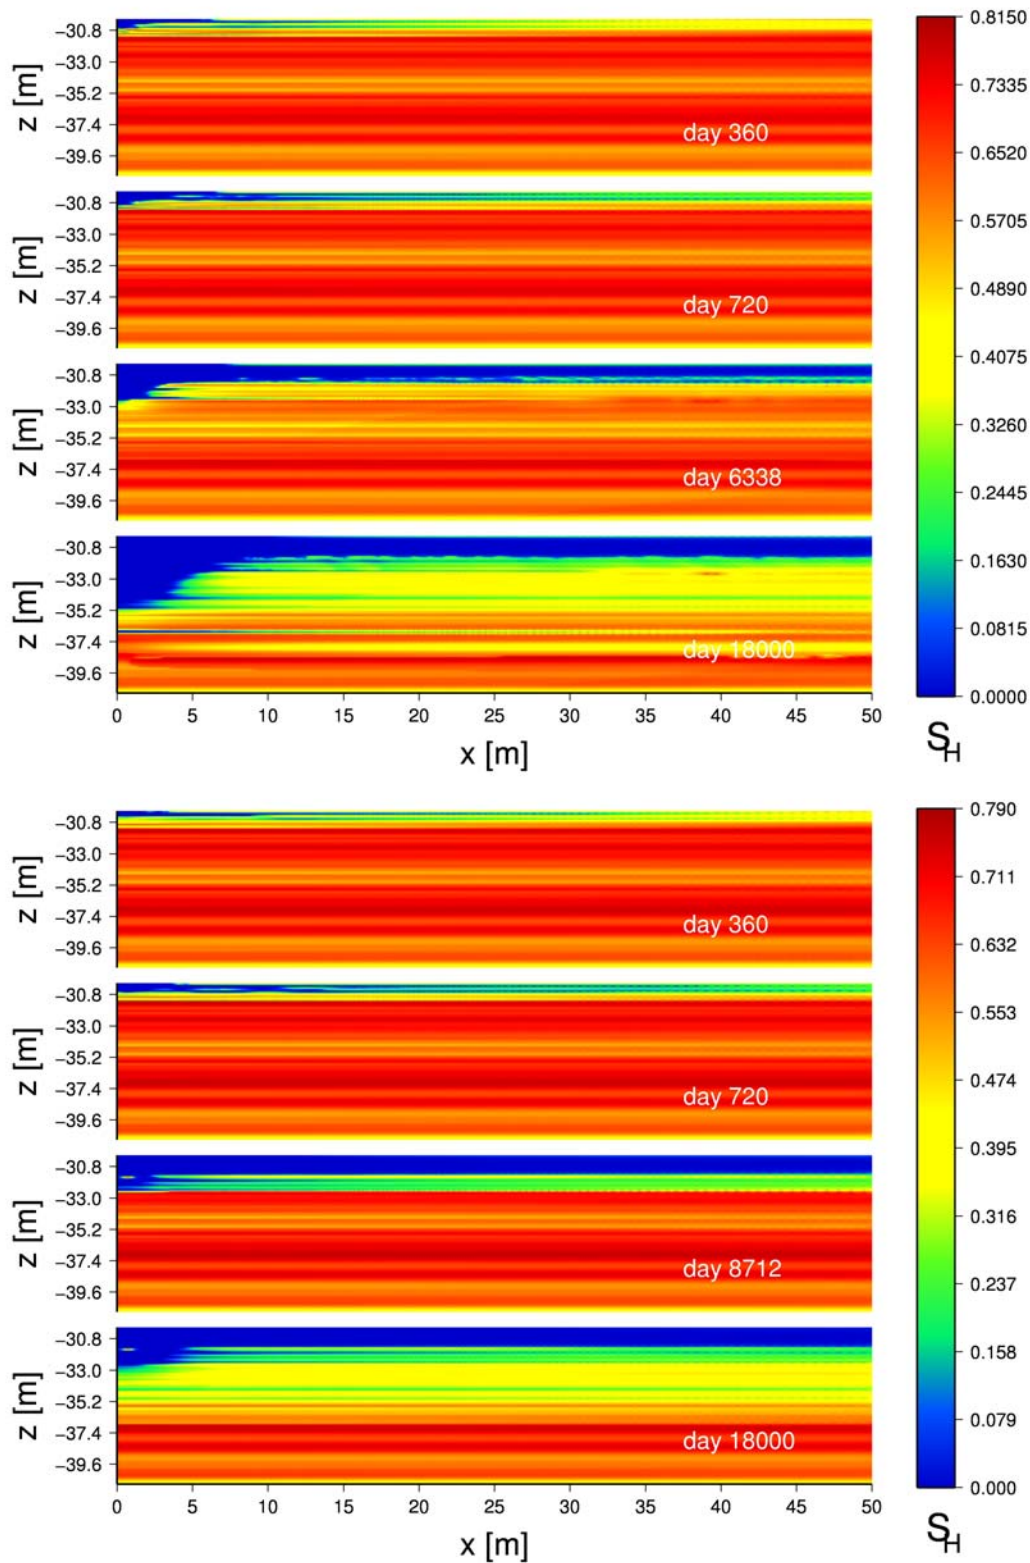 −30.8
−33.0
−35.2
−37.4
−39.6
z [m]
day 360
−30.8
−33.0
−35.2
−37.4
−39.6
z [m]
day 720
−30.8
−33.0
−35.2
−37.4
−39.6
z [m]
day 6338
−30.8
−33.0
−35.2
−37.4
−39.6
z [m]
day 18000
0 5 10 15 20 25 30 35 40 45 50
x [m]
0.8150
0.7335
0.6520
0.5705
0.4890
0.4075
0.3260
0.2445
0.1630
0.0815
0.0000
S_H
−30.8
−33.0
−35.2
−37.4
−39.6
z [m]
day 360
−30.8
−33.0
−35.2
−37.4
−39.6
z [m]
day 720
−30.8
−33.0
−35.2
−37.4
−39.6
z [m]
day 8712
−30.8
−33.0
−35.2
−37.4
−39.6
z [m]
day 18000
0 5 10 15 20 25 30 35 40 45 50
x [m]
0.790
0.711
0.632
0.553
0.474
0.395
0.316
0.237
0.158
0.079
0.000
S_H